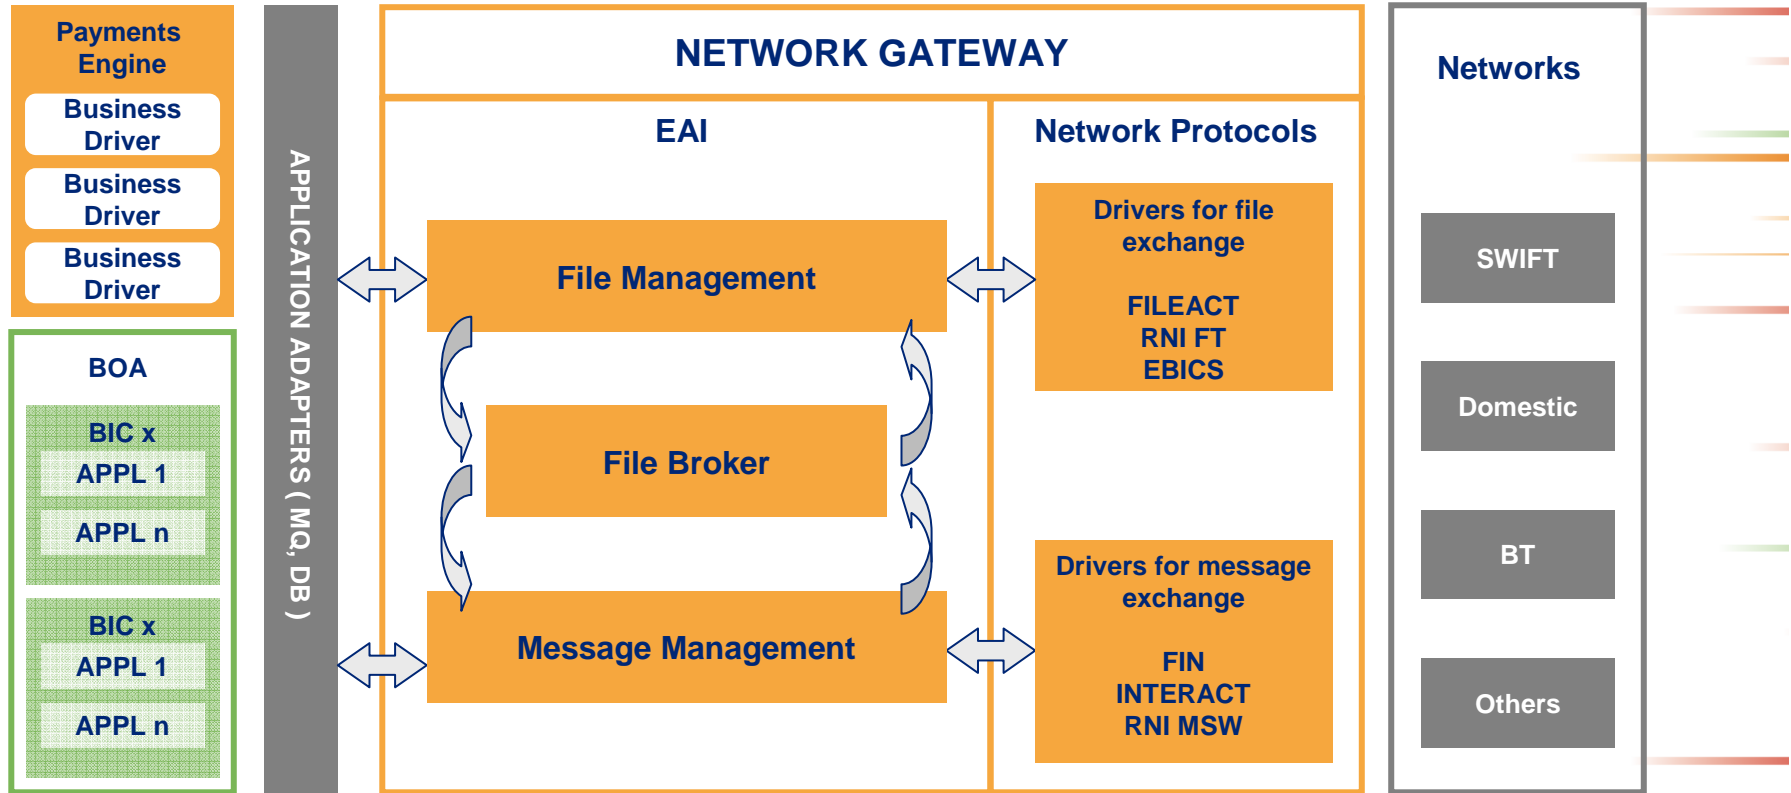 Payments
Engine
Business
Driver
Business
Driver
Business
Driver
BOA
BIC x
APPL 1
APPL n
BIC x
APPL 1
APPL n
APPLICATION ADAPTERS ( MQ, DB )
NETWORK GATEWAY
EAI
File Management
File Broker
Message Management
Network Protocols
Drivers for file
exchange
FILEACT
RNI FT
EBICS
Drivers for message
exchange
FIN
INTERACT
RNI MSW
Networks
SWIFT
Domestic
BT
Others